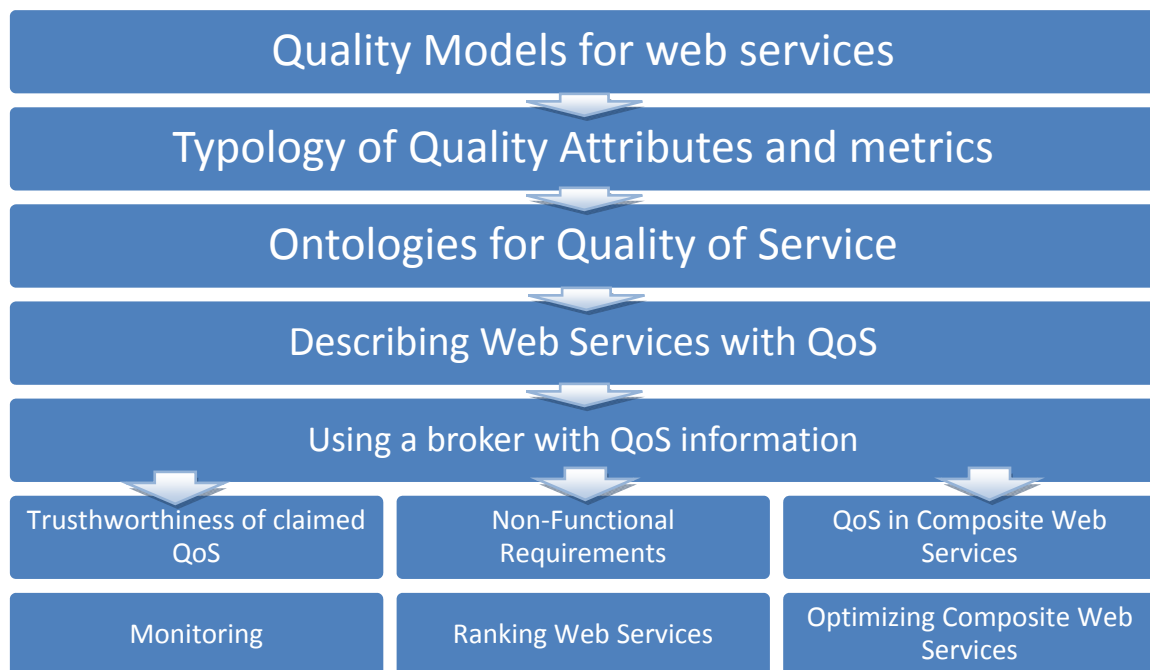 Quality Models for web services
Typology of Quality Attributes and metrics
Ontologies for Quality of Service
Describing Web Services with QoS
Using a broker with QoS information
Trusthworthiness of claimed
QoS
Non-Functional
Requirements
QoS in Composite Web
Services
Monitoring
Ranking Web Services
Optimizing Composite Web
Services